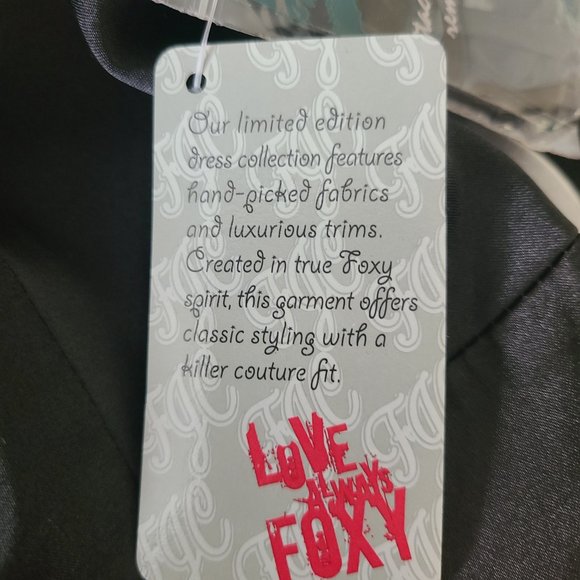 Our limited edition
dress collection features
hand-picked fabrics
and luxurious trims.
Created in true Foxy
spirit, this garment offers
classic styling with a
killer couture fit.
LOVE
ALWAYS
FOXY